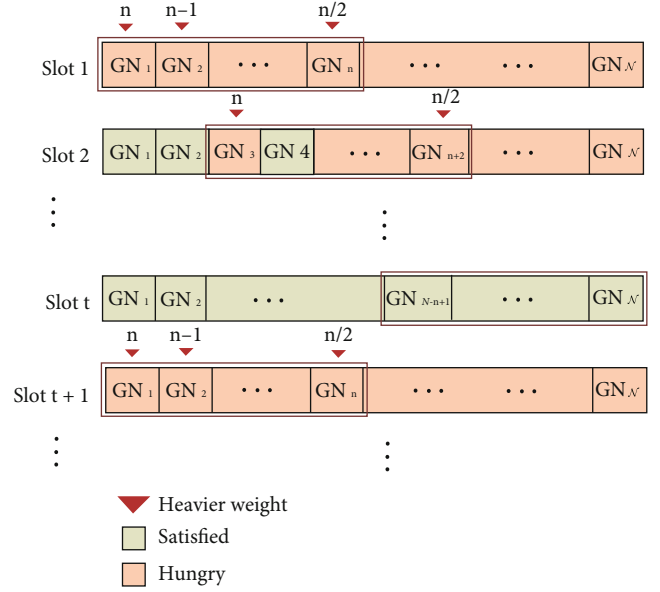 n n−1 n/2
Slot 1 GN 1 GN 2 ··· GN n ··· ··· GN 𝒩
n n/2
Slot 2 GN 1 GN 2 GN 3 GN 4 ··· GN n+2 ··· GN 𝒩
Slot t GN 1 GN 2 ··· GN N-n+1 ··· GN 𝒩
n n−1 n/2
Slot t + 1 GN 1 GN 2 ··· GN n ··· ··· GN 𝒩
Heavier weight
Satisfied
Hungry